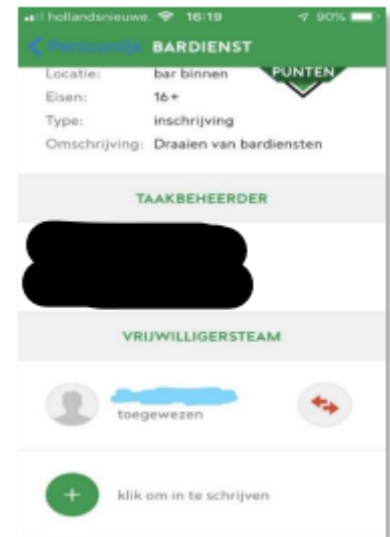 hollandsnieuwe. 16:19 90%
Persoonlijk BARDIENST
Locatie: bar binnen PUNTEN
Eisen: 16+
Type: inschrijving
Omschrijving: Draaien van bardiensten
TAAKBEHEERDER
VRIJWILLIGERSTEAM
toegewezen
klik om in te schrijven